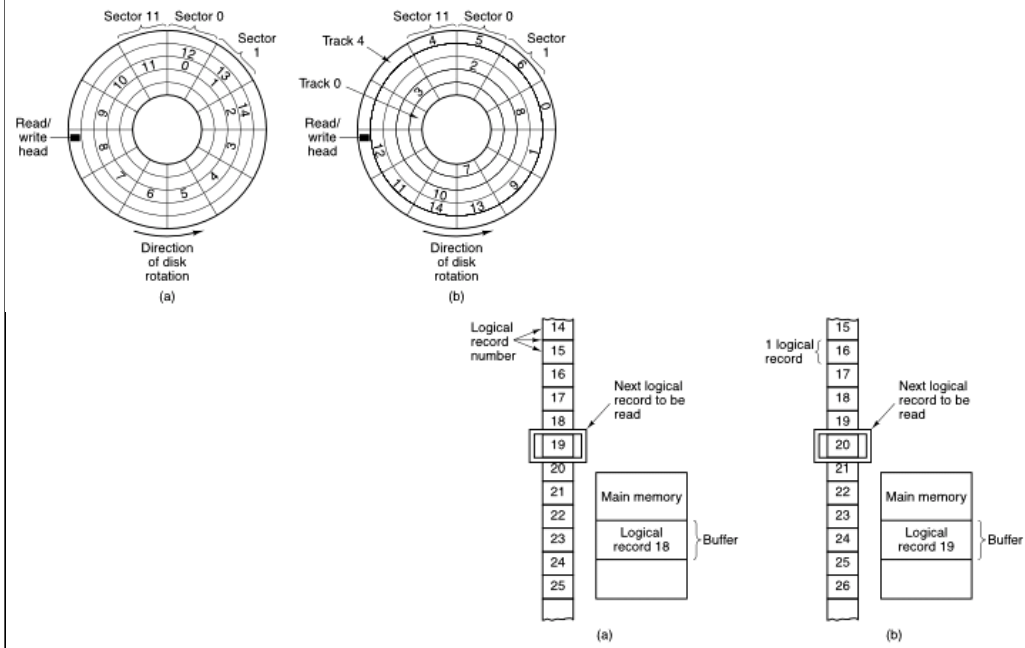 Sector 11 Sector 0
Sector
1
12
0
13
1
14
2
3
4
5
6
7
8
9
10
11
Read/
write
head
Direction
of disk
rotation
(a)
Sector 11 Sector 0
Sector
1
Track 4
Track 0
Read/
write
head
4
5
6
0
1
9
13
14
11
12
2
3
8
7
10
Direction
of disk
rotation
(b)
Logical
record
number
14
15
16
17
18
19
20
21
22
23
24
25
Next logical
record to be
read
Main memory
Logical
record 18
Buffer
(a)
1 logical
record
15
16
17
18
19
20
21
22
23
24
25
26
Next logical
record to be
read
Main memory
Logical
record 19
Buffer
(b)